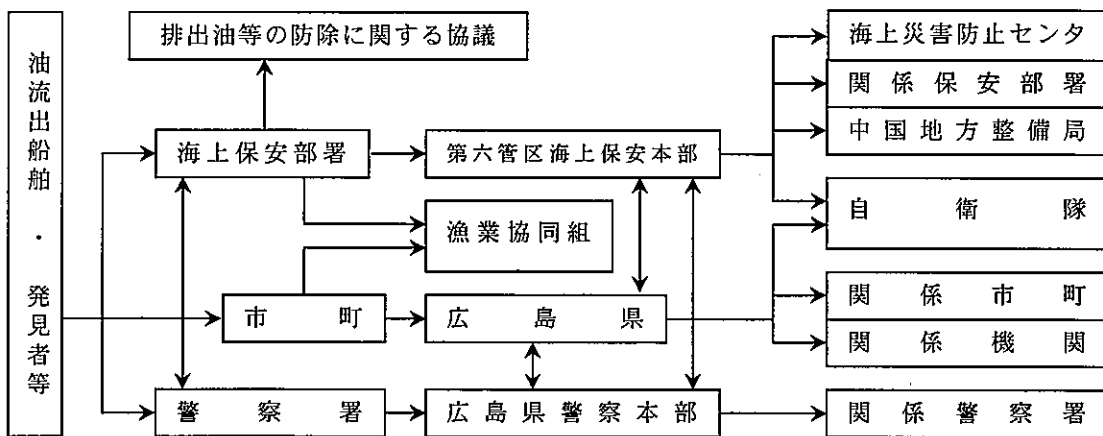 排出油等の防除に関する協議
油流出船舶・発見者等
海上保安部署
第六管区海上保安本部
海上災害防止センタ
関係保安部署
中国地方整備局
自衛隊
漁業協同組
市町
広島県
関係市町
関係機関
警察署
広島県警察本部
関係警察署